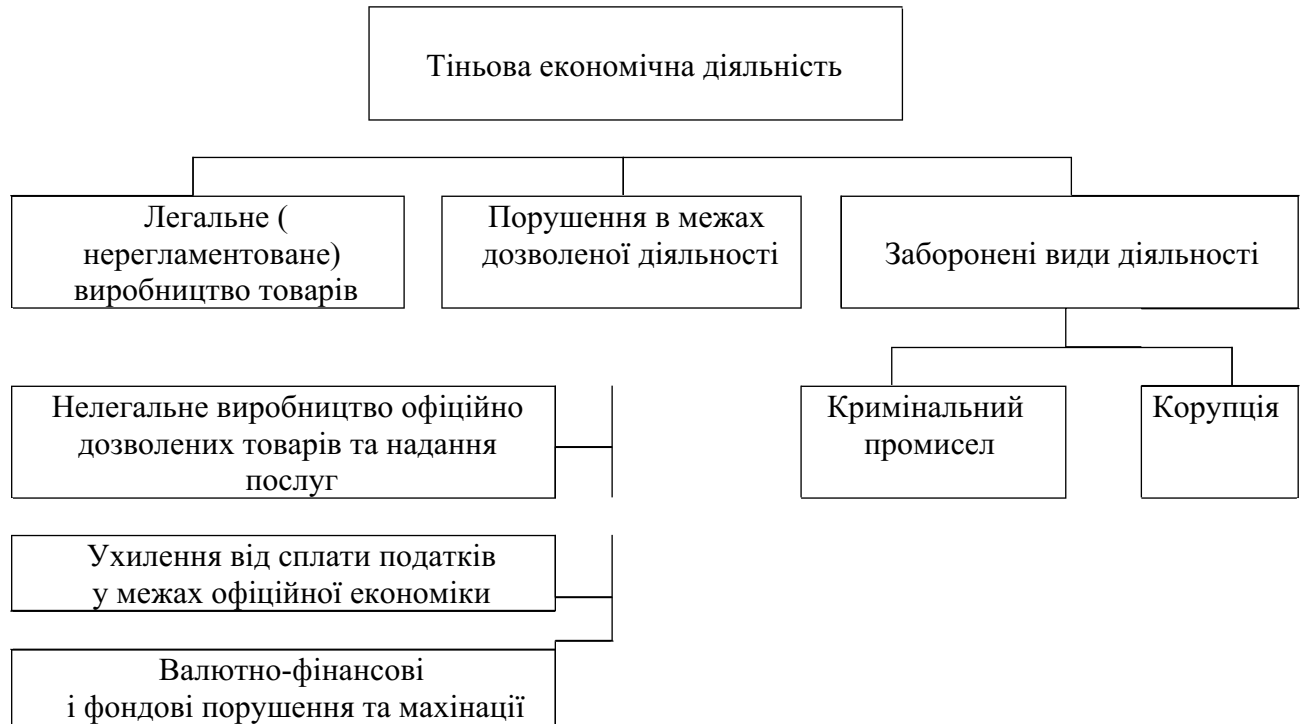 Тіньова економічна діяльність
Легальне (
нерегламентоване)
виробництво товарів
Порушення в межах
дозволеної діяльності
Заборонені види діяльності
Нелегальне виробництво офіційно
дозволених товарів та надання
послуг
Кримінальний
промисел
Корупція
Ухилення від сплати податків
у межах офіційної економіки
Валютно-фінансові
і фондові порушення та махінації